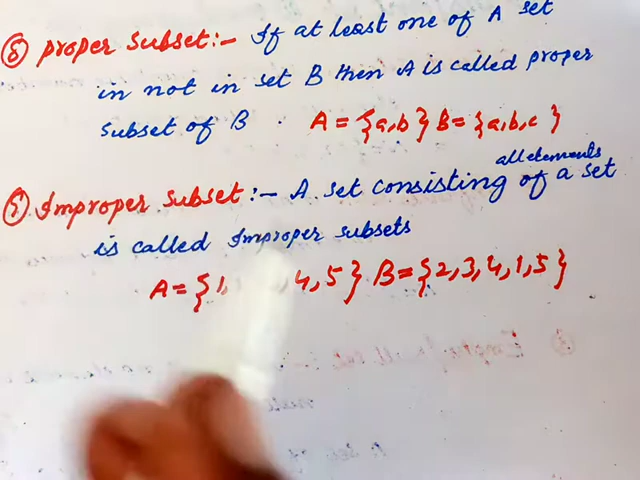 ⑧ proper subset:- If at least one of A set
in not in set B then A is called proper
subset of B A = {a,b} B = {a,b,c}
all elements
Improper subset :- A set consisting of a set
is called Improper subsets
A = {1, 4, 5} B = {2, 3, 4, 1, 5}